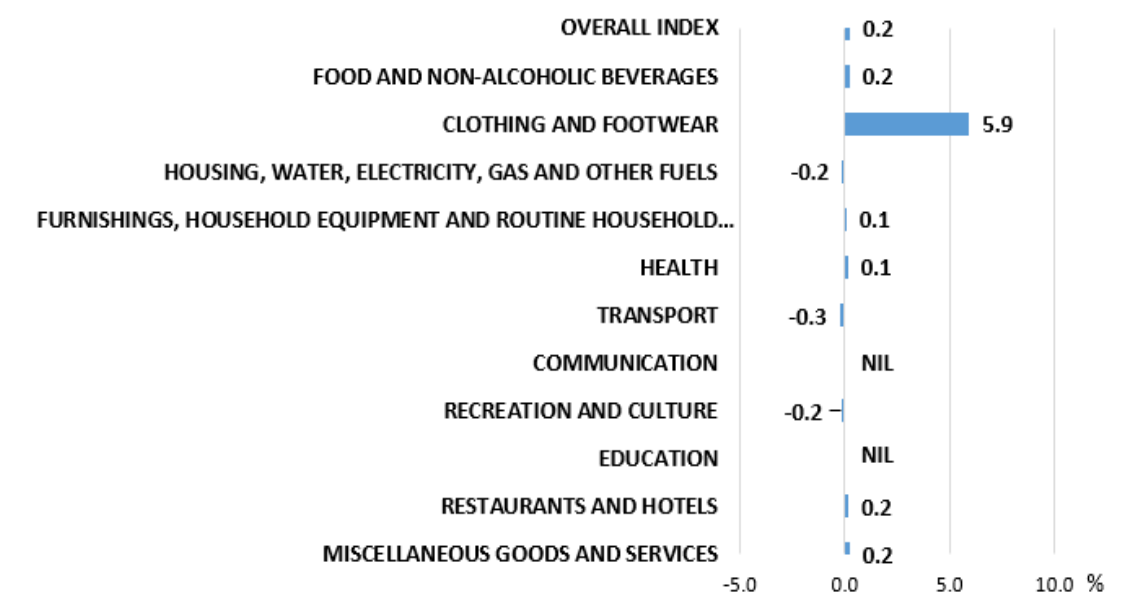 OVERALL INDEX 0.2
FOOD AND NON-ALCOHOLIC BEVERAGES 0.2
CLOTHING AND FOOTWEAR 5.9
HOUSING, WATER, ELECTRICITY, GAS AND OTHER FUELS -0.2
FURNISHINGS, HOUSEHOLD EQUIPMENT AND ROUTINE HOUSEHOLD... 0.1
HEALTH 0.1
TRANSPORT -0.3
COMMUNICATION NIL
RECREATION AND CULTURE -0.2
EDUCATION NIL
RESTAURANTS AND HOTELS 0.2
MISCELLANEOUS GOODS AND SERVICES 0.2
-5.0 0.0 5.0 10.0 %